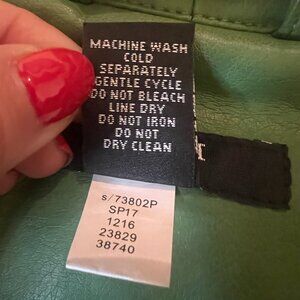 MACHINE WASH
COLD
SEPARATELY
GENTLE CYCLE
DO NOT BLEACH
LINE DRY
DO NOT IRON
DO NOT
DRY CLEAN
s/73802P
SP17
1216
23829
38740